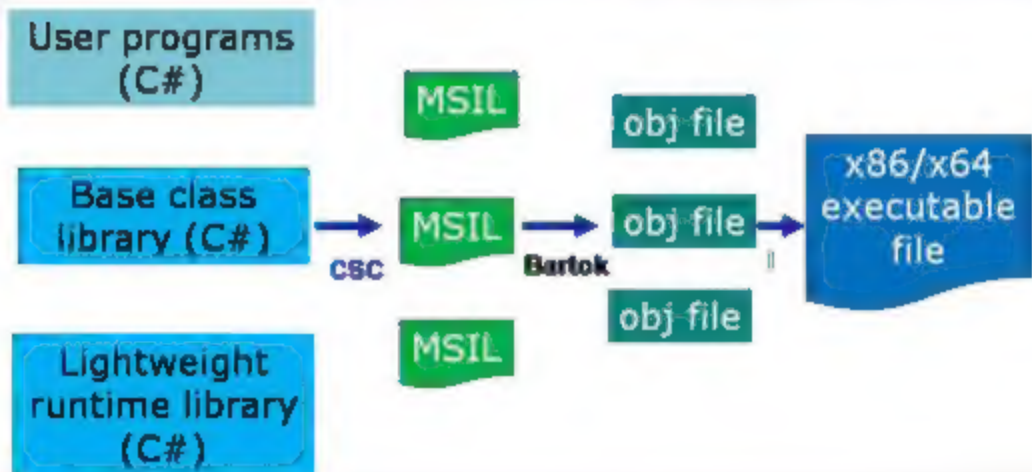 User programs
(C#)
Base class
library (C#)
Lightweight
runtime library
(C#)
CSC
MSIL
MSIL
MSIL
Bartok
obj file
obj file
obj file
x86/x64
executable
file